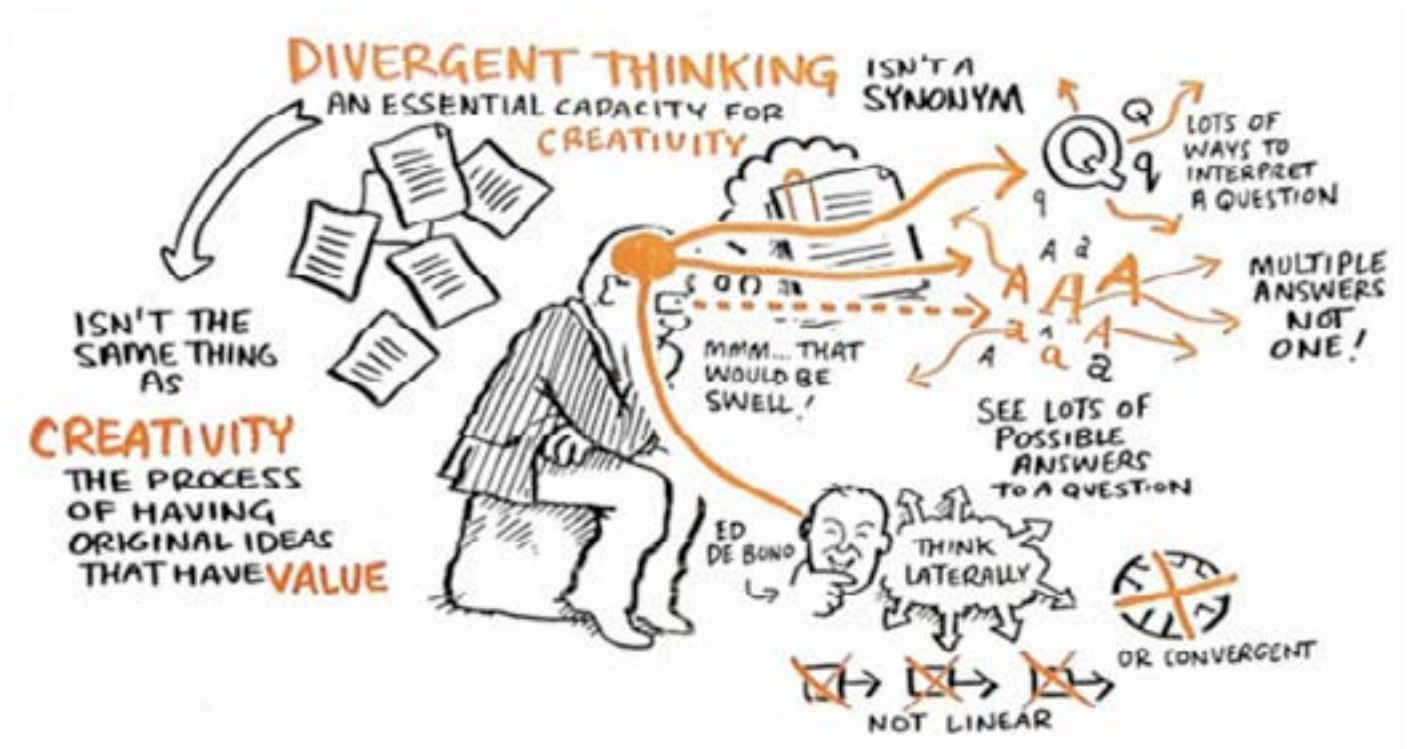 DIVERGENT THINKING
AN ESSENTIAL CAPACITY FOR
CREATIVITY
ISN'T A
SYNONYM
Q
Q
q
q
LOTS OF
WAYS TO
INTERPRET
A QUESTION
A a
A A A
a A A
A a a
MULTIPLE
ANSWERS
NOT
ONE!
ISN'T THE
SAME THING
AS
CREATIVITY
THE PROCESS
OF HAVING
ORIGINAL IDEAS
THAT HAVE VALUE
MMM... THAT
WOULD BE
SWELL!
SEE LOTS OF
POSSIBLE
ANSWERS
TO A QUESTION
ED
DE BONO
THINK
LATERALLY
OR CONVERGENT
NOT LINEAR